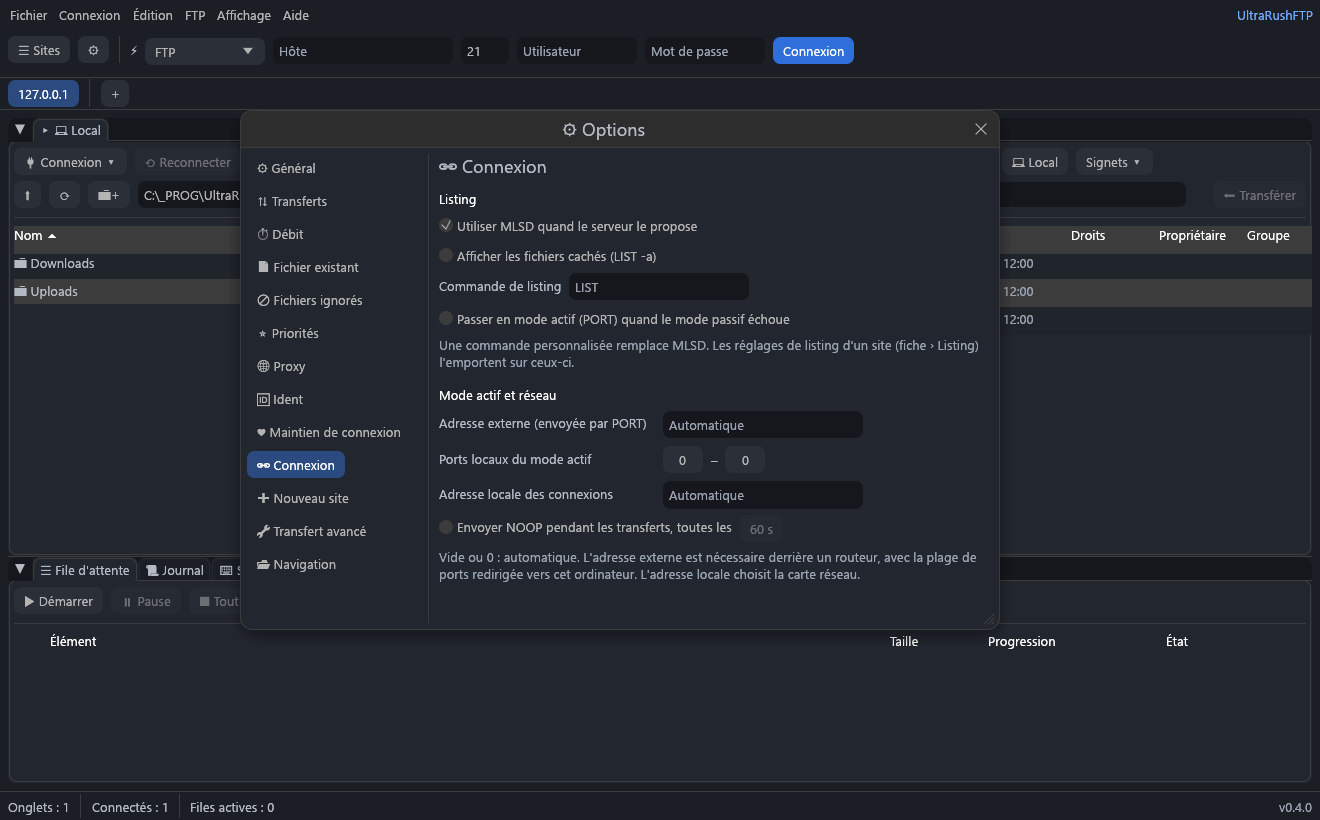 Fichier Connexion Édition FTP Affichage Aide UltraRushFTP
Sites FTP Hôte 21 Utilisateur Mot de passe Connexion
127.0.0.1 +
Local
Options
Connexion Reconnecter
Local Signets
C:\_PROG\UltraR
Transférer
Nom
Droits Propriétaire Groupe
Downloads
12:00
Uploads
12:00
12:00
Général
Transferts
Débit
Fichier existant
Fichiers ignorés
Priorités
Proxy
Ident
Maintien de connexion
Connexion
Nouveau site
Transfert avancé
Navigation
Connexion
Listing
Utiliser MLSD quand le serveur le propose
Afficher les fichiers cachés (LIST -a)
Commande de listing LIST
Passer en mode actif (PORT) quand le mode passif échoue
Une commande personnalisée remplace MLSD. Les réglages de listing d'un site (fiche › Listing)
l'emportent sur ceux-ci.
Mode actif et réseau
Adresse externe (envoyée par PORT) Automatique
Ports locaux du mode actif 0 – 0
Adresse locale des connexions Automatique
Envoyer NOOP pendant les transferts, toutes les 60 s
Vide ou 0 : automatique. L'adresse externe est nécessaire derrière un routeur, avec la plage de
ports redirigée vers cet ordinateur. L'adresse locale choisit la carte réseau.
File d'attente Journal S
Démarrer Pause Tout
Élément Taille Progression État
Onglets : 1 Connectés : 1 Files actives : 0 v0.4.0